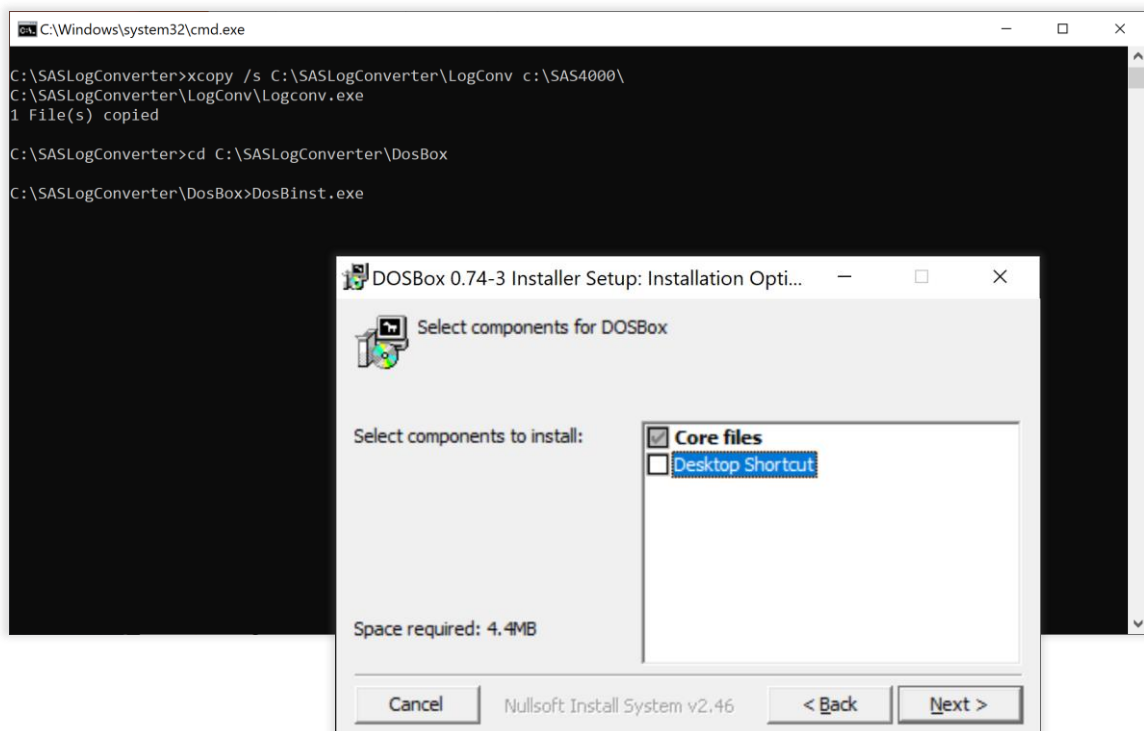 C:\Windows\system32\cmd.exe
C:\SASLogConverter>xcopy /s C:\SASLogConverter\LogConv c:\SAS4000\
C:\SASLogConverter\LogConv\Logconv.exe
1 File(s) copied
C:\SASLogConverter>cd C:\SASLogConverter\DosBox
C:\SASLogConverter\DosBox>DosBinst.exe
DOSBox 0.74-3 Installer Setup: Installation Opti...
Select components for DOSBox
Select components to install:
Core files
Desktop Shortcut
Space required: 4.4MB
Cancel
Nullsoft Install System v2.46
< Back
Next >